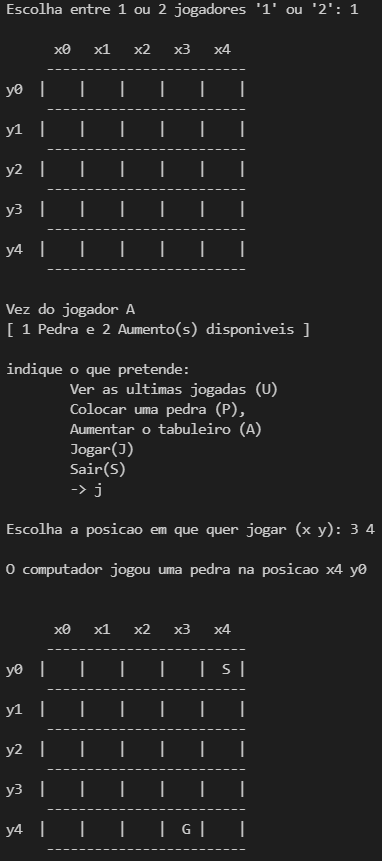 Escolha entre 1 ou 2 jogadores '1' ou '2': 1
x0 x1 x2 x3 x4
-------------------------
y0 | | | | | |
-------------------------
y1 | | | | | |
-------------------------
y2 | | | | | |
-------------------------
y3 | | | | | |
-------------------------
y4 | | | | | |
-------------------------
Vez do jogador A
[ 1 Pedra e 2 Aumento(s) disponiveis ]
indique o que pretende:
Ver as ultimas jogadas (U)
Colocar uma pedra (P),
Aumentar o tabuleiro (A)
Jogar(J)
Sair(S)
-> j
Escolha a posicao em que quer jogar (x y): 3 4
O computador jogou uma pedra na posicao x4 y0
x0 x1 x2 x3 x4
-------------------------
y0 | | | | | S |
-------------------------
y1 | | | | | |
-------------------------
y2 | | | | | |
-------------------------
y3 | | | | | |
-------------------------
y4 | | | | G | |
-------------------------